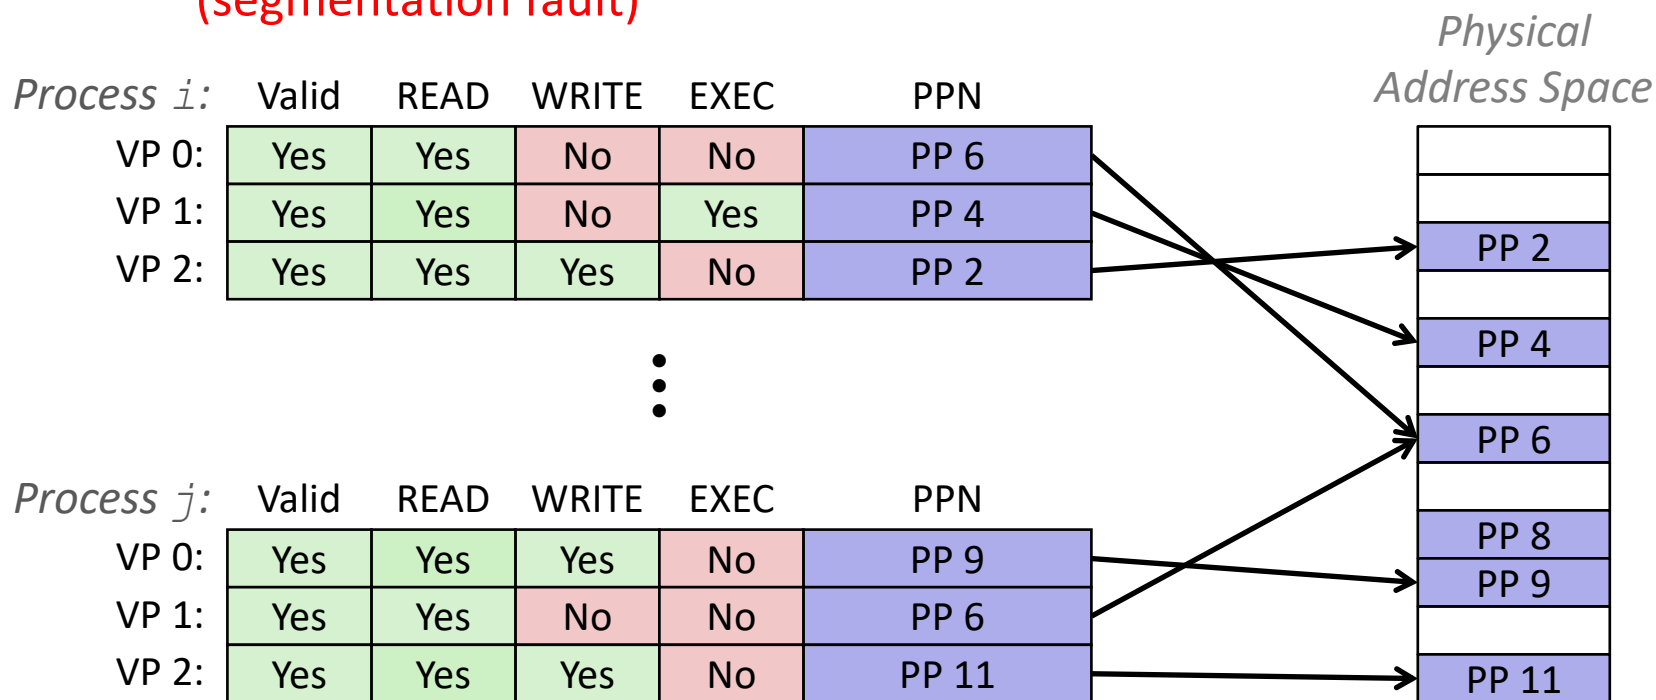 (segmentation fault)
Physical
Address Space
Process i: Valid READ WRITE EXEC PPN
VP 0: Yes Yes No No PP 6
VP 1: Yes Yes No Yes PP 4
VP 2: Yes Yes Yes No PP 2
PP 2
PP 4
PP 6
Process j: Valid READ WRITE EXEC PPN
VP 0: Yes Yes Yes No PP 9
VP 1: Yes Yes No No PP 6
VP 2: Yes Yes Yes No PP 11
PP 8
PP 9
PP 11